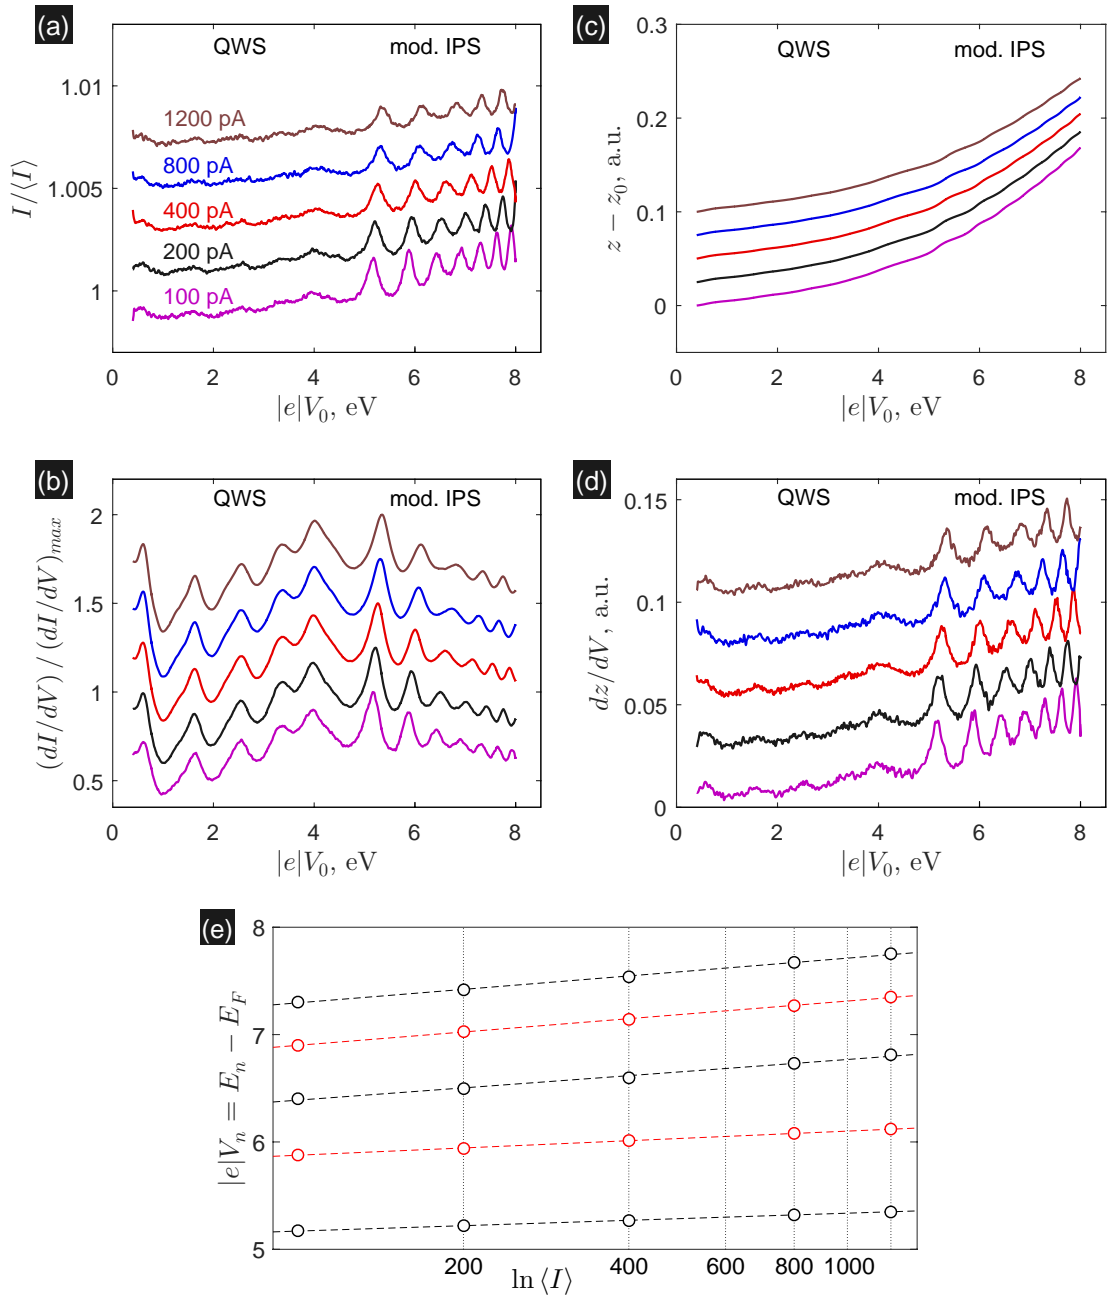 (a)
QWS mod. IPS
1.01
1.005
1
I/⟨I⟩
1200 pA
800 pA
400 pA
200 pA
100 pA
0 2 4 6 8
|e|V₀, eV
(c)
QWS mod. IPS
0.3
0.2
0.1
0
z − z₀, a.u.
0 2 4 6 8
|e|V₀, eV
(b)
QWS mod. IPS
2
1.5
1
0.5
(dI/dV) / (dI/dV)ₘₐₓ
0 2 4 6 8
|e|V₀, eV
(d)
QWS mod. IPS
0.15
0.1
0.05
0
dz/dV, a.u.
0 2 4 6 8
|e|V₀, eV
(e)
8
7
6
5
|e|Vₙ = Eₙ − E_F
200 400 600 800 1000
ln ⟨I⟩